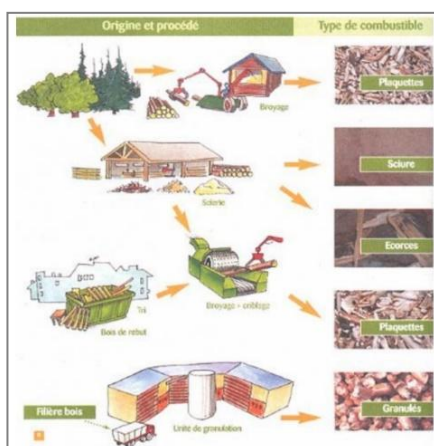 Origine et procédé
Type de combustible
Broyage
Plaquettes
Scierie
Sciure
Ecorces
Tri
Bois de rebut
Broyage + criblage
Plaquettes
Filière bois
Unité de granulation
Granulés